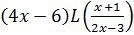 (4x − 6)L((x+1)/(2x−3))